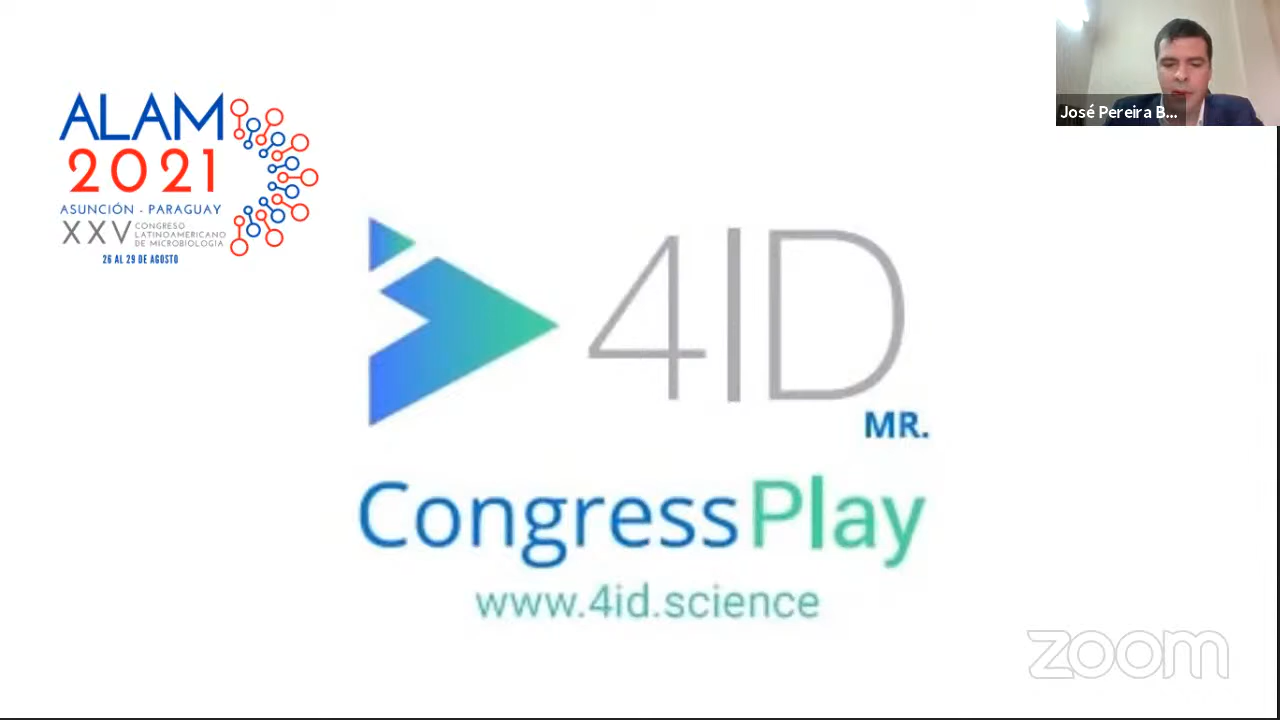 ALAM
2021
ASUNCIÓN - PARAGUAY
XXV CONGRESO
LATINOAMERICANO
DE MICROBIOLOGÍA
26 AL 29 DE AGOSTO
José Pereira B...
4ID
MR.
CongressPlay
www.4id.science
zoom